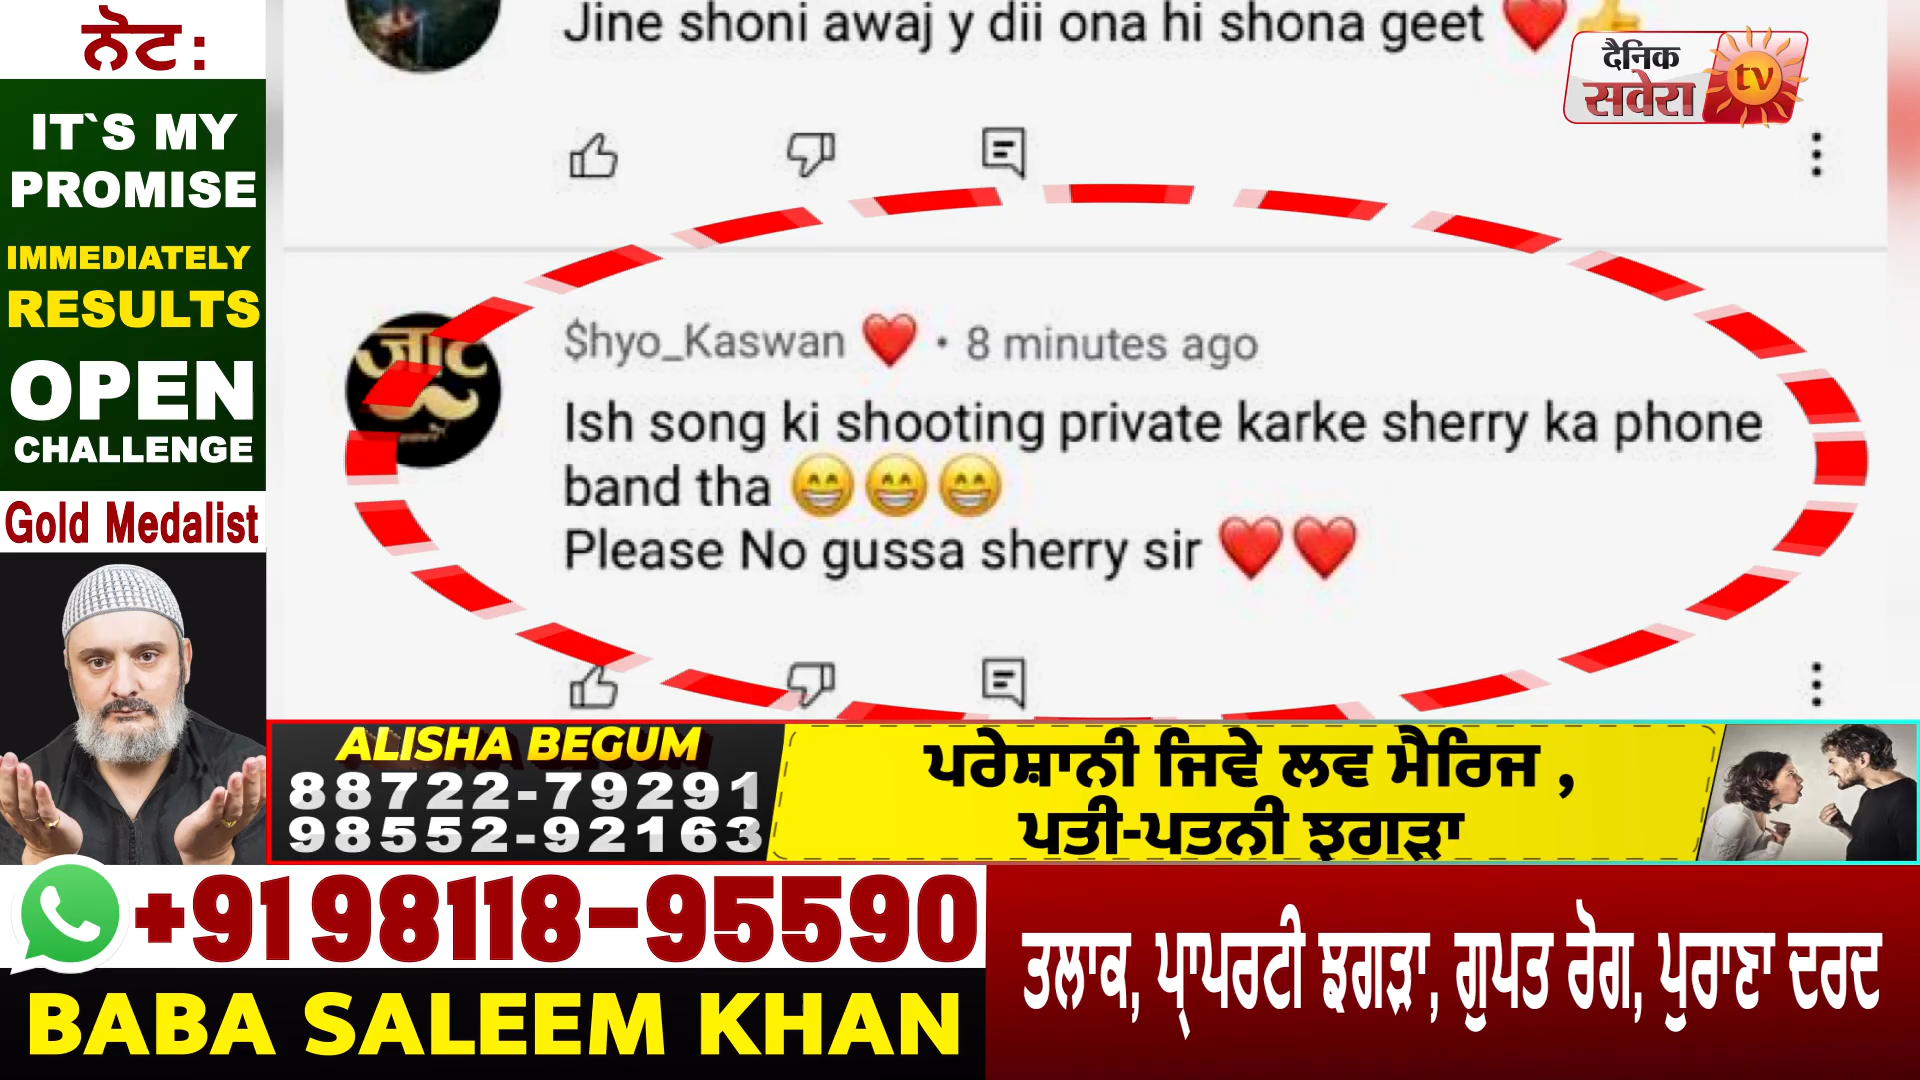 ਨੋਟ:
IT`S MY
PROMISE
IMMEDIATELY
RESULTS
OPEN
CHALLENGE
Gold Medalist
Jine shoni awaj y dii ona hi shona geet ❤️👍
दैनिक
सवेरा
tv
जाट
$hyo_Kaswan ❤️ • 8 minutes ago
Ish song ki shooting private karke sherry ka phone
band tha 😁😁😁
Please No gussa sherry sir ❤️❤️
ALISHA BEGUM
88722-79291
98552-92163
ਪਰੇਸ਼ਾਨੀ ਜਿਵੇ ਲਵ ਮੈਰਿਜ ,
ਪਤੀ-ਪਤਨੀ ਝਗੜਾ
+91 98118-95590
BABA SALEEM KHAN
ਤਲਾਕ, ਪ੍ਰਾਪਰਟੀ ਝਗੜਾ, ਗੁਪਤ ਰੋਗ, ਪੁਰਾਣਾ ਦਰਦ